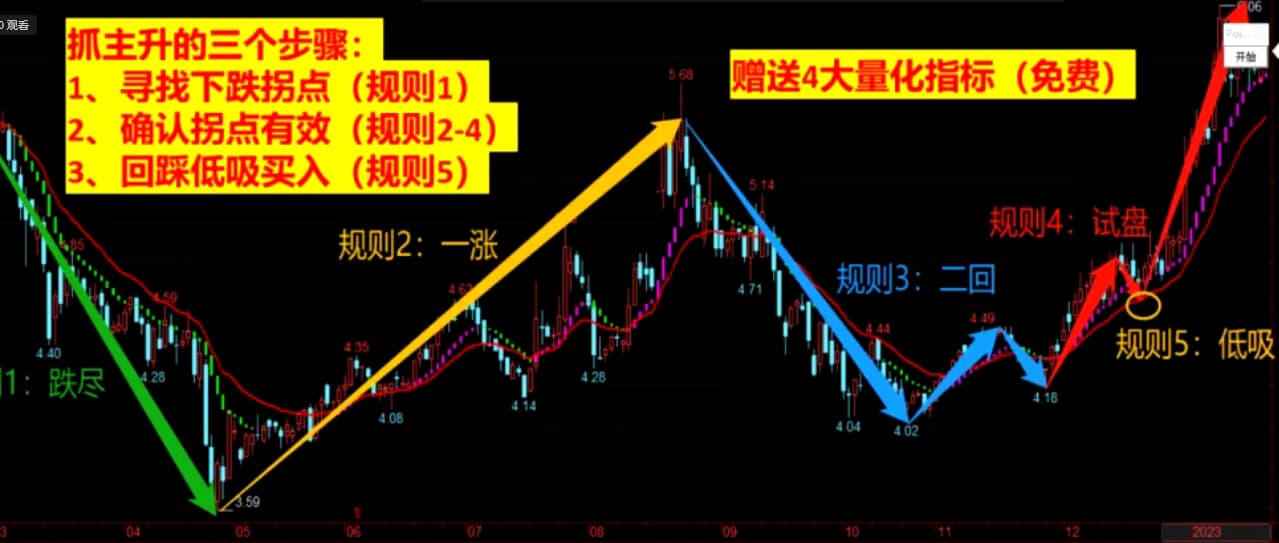 0 观看
抓主升的三个步骤：
1、寻找下跌拐点（规则1）
2、确认拐点有效（规则2-4）
3、回踩低吸买入（规则5）
赠送4大量化指标（免费）
开始
5.68
规则2：一涨
5.14
规则4：试盘
规则3：二回
规则5：低吸
1：跌尽
4.85
4.59
4.63
4.71
4.44
4.49
4.40
4.28
4.35
4.08
4.14
4.28
4.04
4.02
4.18
3.59
3
04
05
1
06
07
08
09
10
11
12
2023